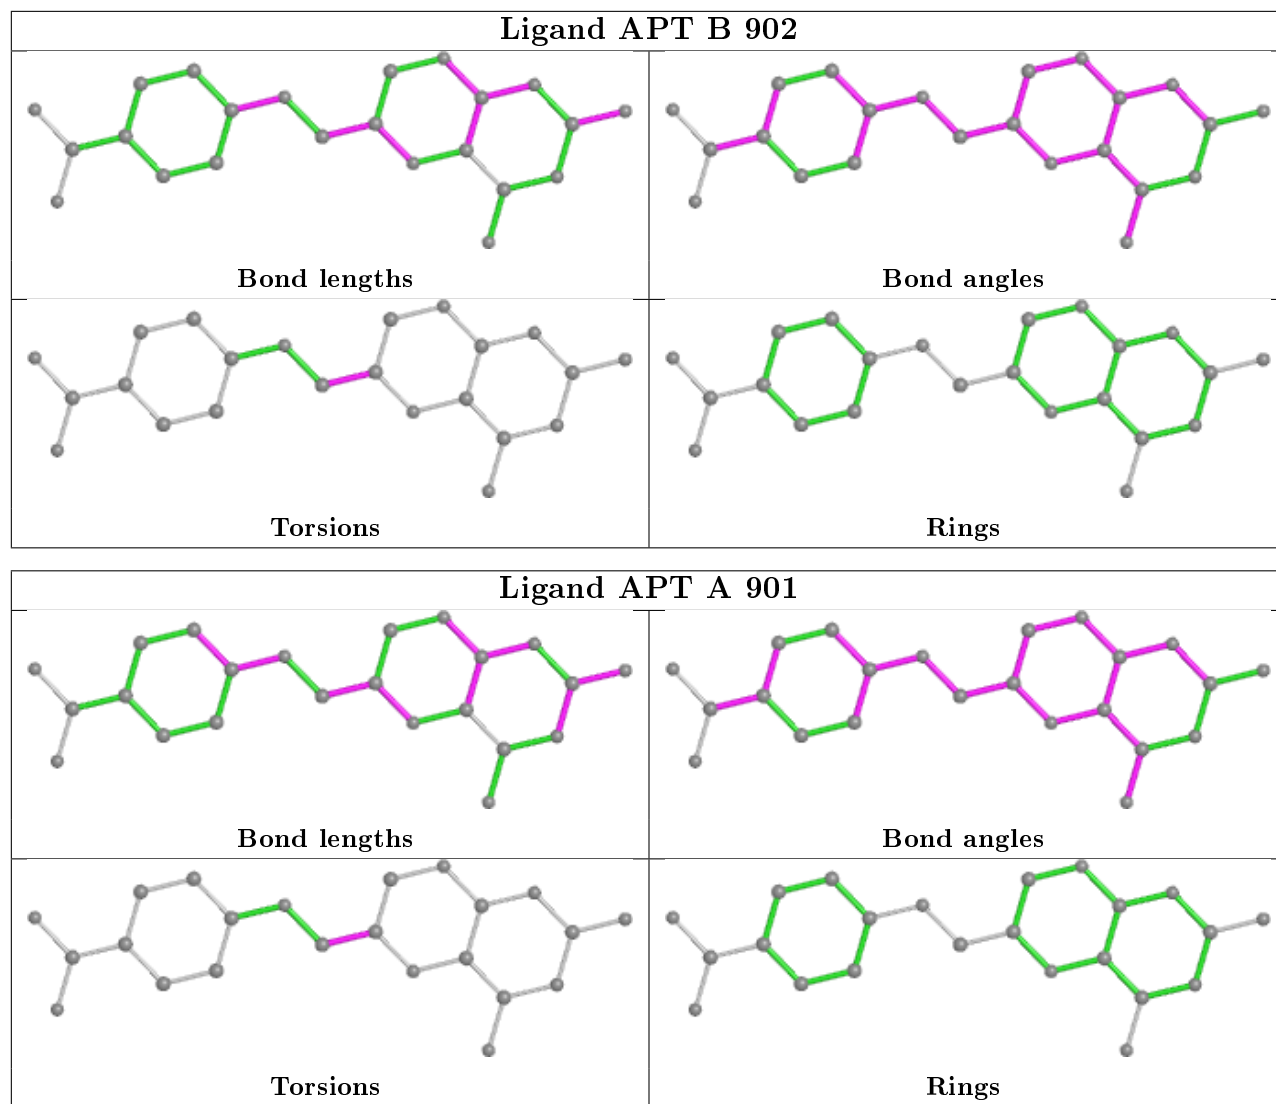 Ligand APT B 902
Bond lengths
Bond angles
Torsions
Rings
Ligand APT A 901
Bond lengths
Bond angles
Torsions
Rings